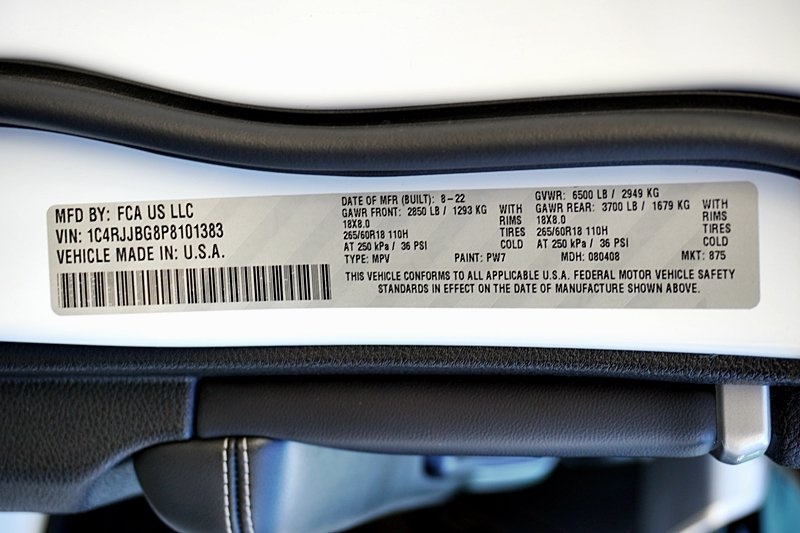 MFD BY: FCA US LLC
VIN: 1C4RJJBG8P8101383
VEHICLE MADE IN: U.S.A.
DATE OF MFR (BUILT): 8-22
GAWR FRONT: 2850 LB / 1293 KG WITH
18X8.0 RIMS
265/60R18 110H TIRES
AT 250 kPa / 36 PSI COLD
TYPE: MPV PAINT: PW7 MDH: 080408 MKT: 875
GVWR: 6500 LB / 2949 KG
GAWR REAR: 3700 LB / 1679 KG WITH
18X8.0 RIMS
265/60R18 110H TIRES
AT 250 kPa / 36 PSI COLD
THIS VEHICLE CONFORMS TO ALL APPLICABLE U.S.A. FEDERAL MOTOR VEHICLE SAFETY
STANDARDS IN EFFECT ON THE DATE OF MANUFACTURE SHOWN ABOVE.